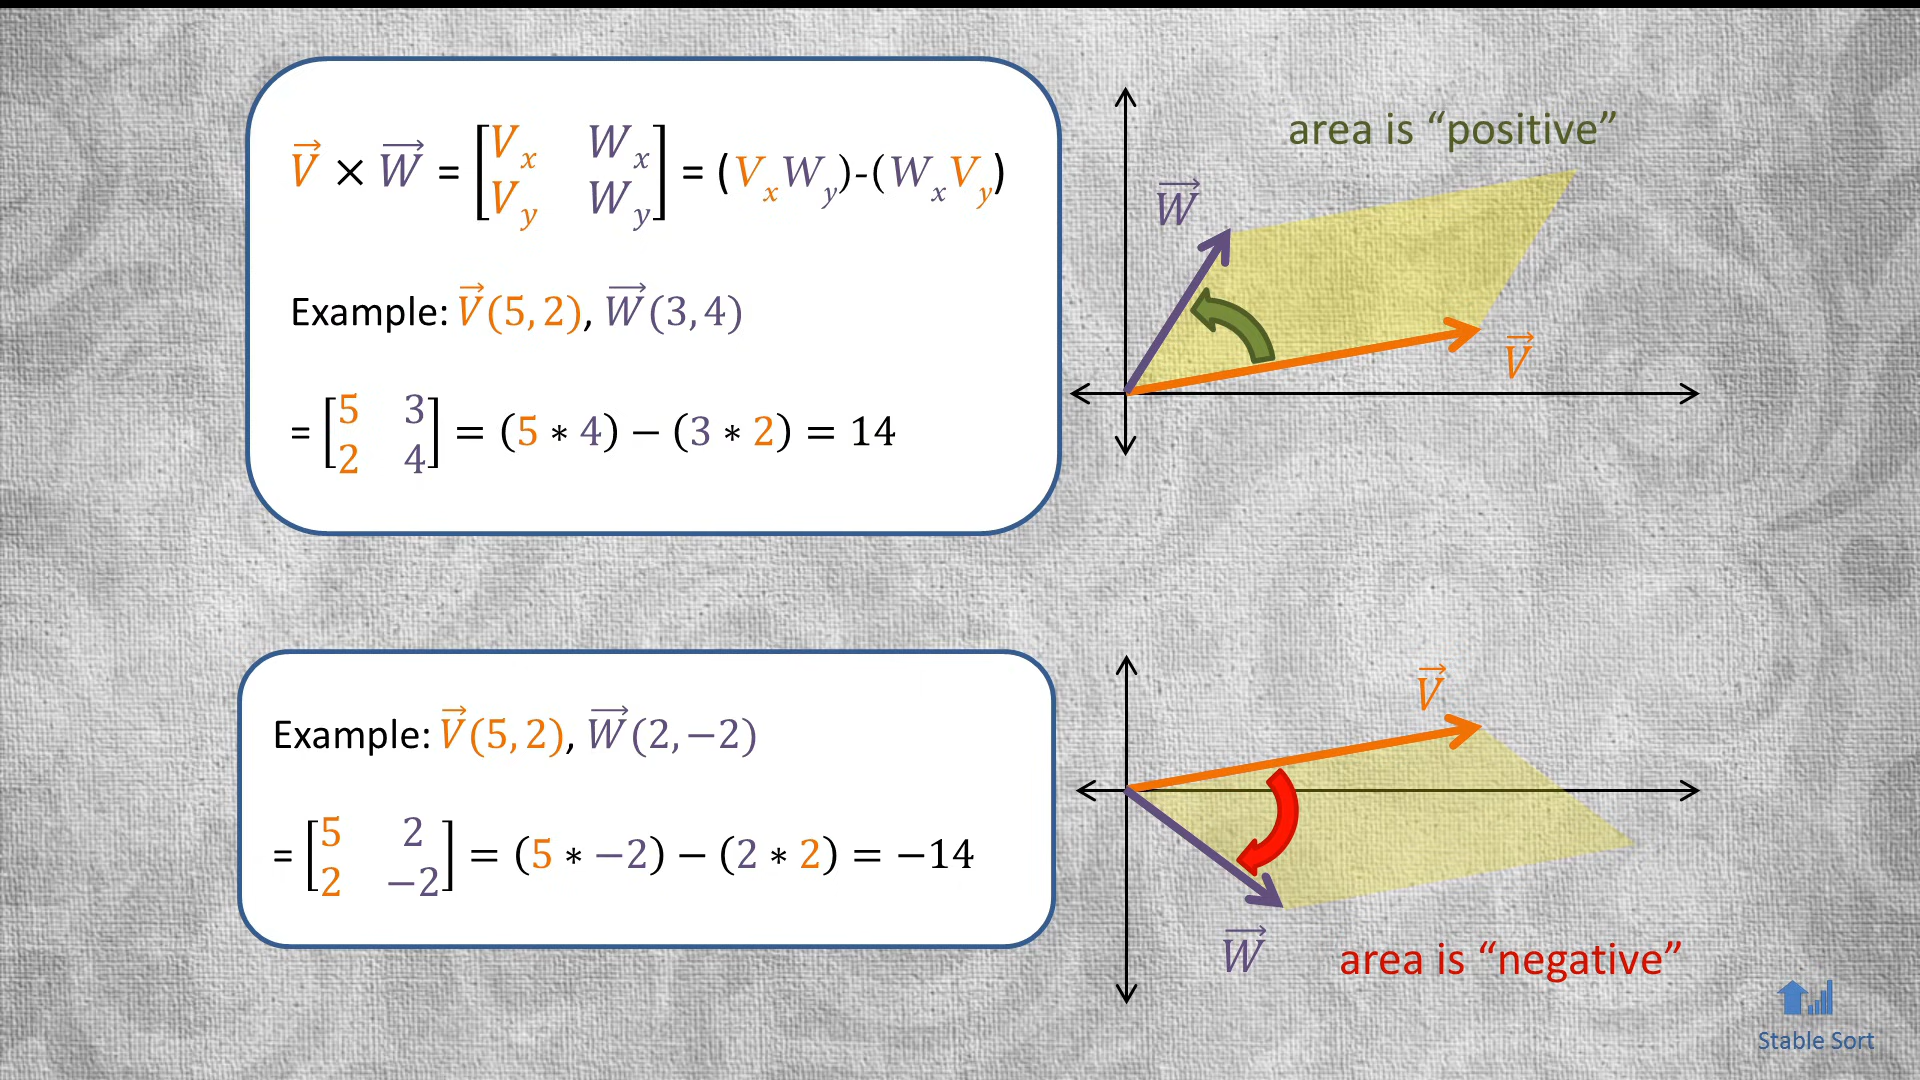 V⃗ × W⃗ = [Vx Wx
Vy Wy] = (VxWy)-(WxVy)
Example: V⃗(5,2), W⃗(3,4)
= [5 3
2 4] = (5 ∗ 4) − (3 ∗ 2) = 14
area is “positive”
W⃗
V⃗
Example: V⃗(5,2), W⃗(2,−2)
= [5 2
2 −2] = (5 ∗ −2) − (2 ∗ 2) = −14
V⃗
W⃗
area is “negative”
Stable Sort